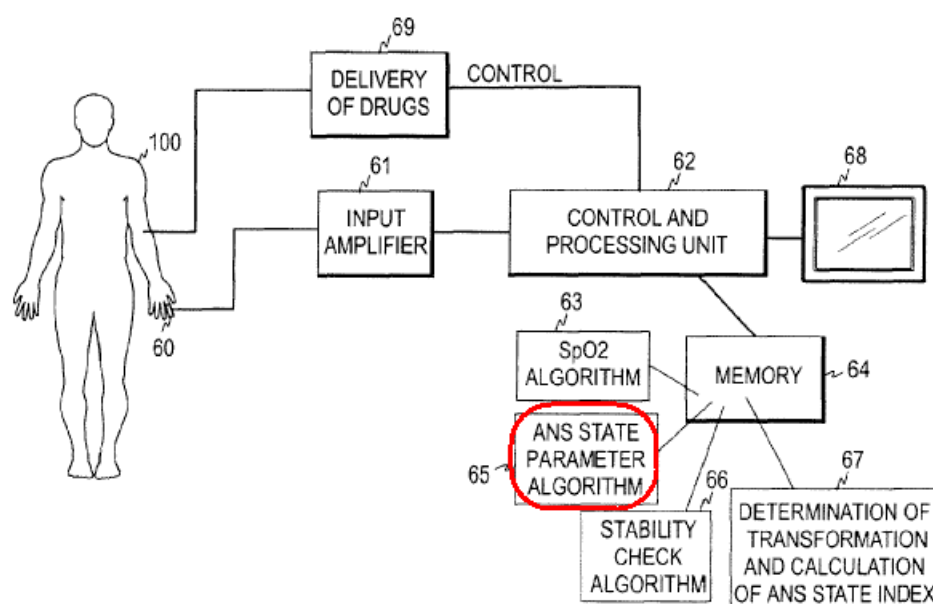 69
DELIVERY
OF DRUGS
CONTROL
100
61
INPUT
AMPLIFIER
62
CONTROL AND
PROCESSING UNIT
68
60
63
SpO2
ALGORITHM
MEMORY
64
65
ANS STATE
PARAMETER
ALGORITHM
66
STABILITY
CHECK
ALGORITHM
67
DETERMINATION OF
TRANSFORMATION
AND CALCULATION
OF ANS STATE INDEX